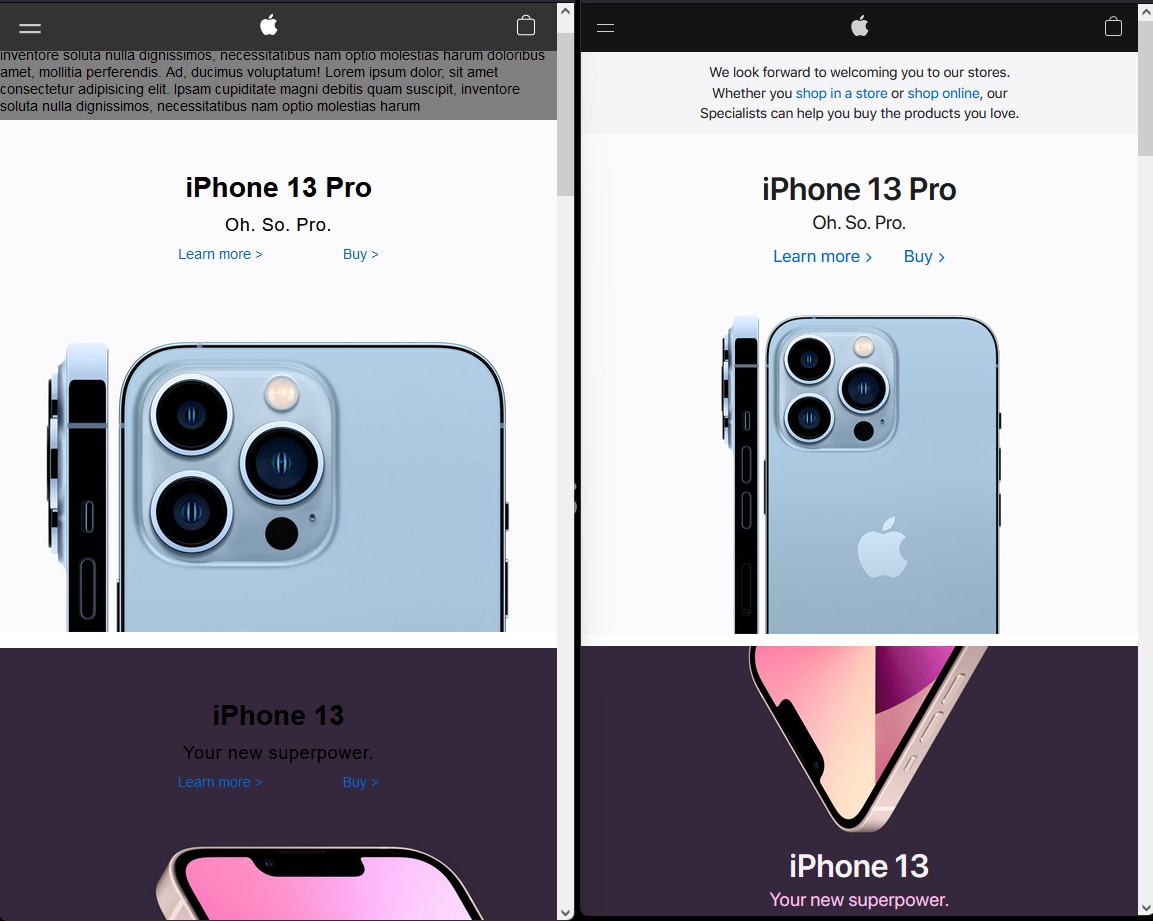 inventore soluta nulla dignissimos, necessitatibus nam optio molestias harum doloribus
amet, mollitia perferendis. Ad, ducimus voluptatum! Lorem ipsum dolor, sit amet
consectetur adipisicing elit. Ipsam cupiditate magni debitis quam suscipit, inventore
soluta nulla dignissimos, necessitatibus nam optio molestias harum
iPhone 13 Pro
Oh. So. Pro.
Learn more >
Buy >
iPhone 13
Your new superpower.
Learn more >
Buy >
We look forward to welcoming you to our stores.
Whether you shop in a store or shop online, our
Specialists can help you buy the products you love.
iPhone 13 Pro
Oh. So. Pro.
Learn more >
Buy >
iPhone 13
Your new superpower.